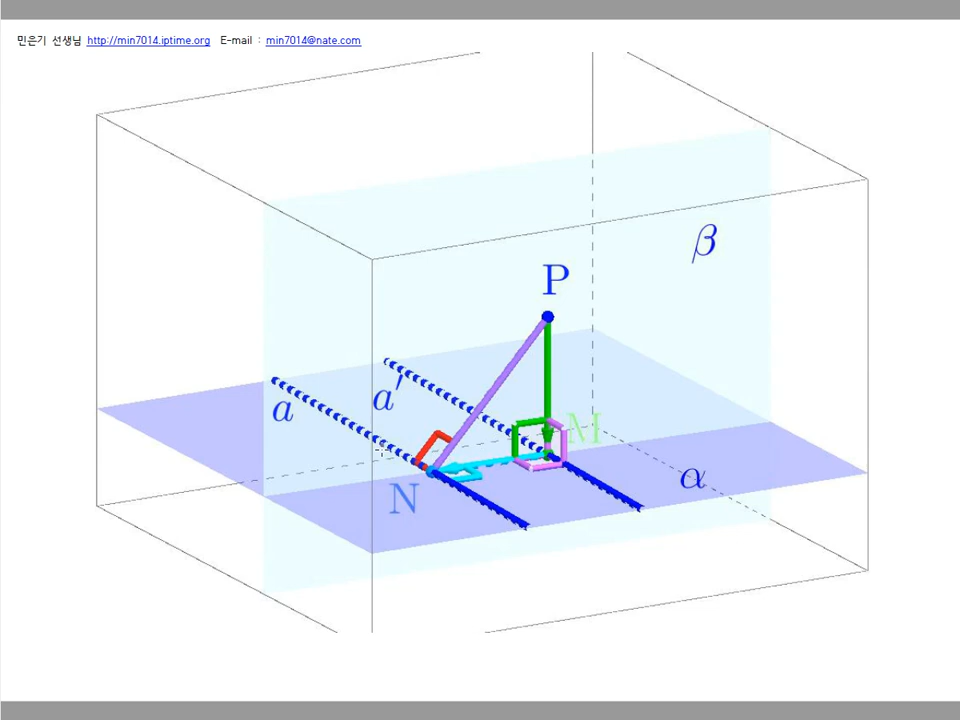 민은기 선생님 http://min7014.iptime.org E-mail : min7014@nate.com
β
P
a
a′
M
α
N